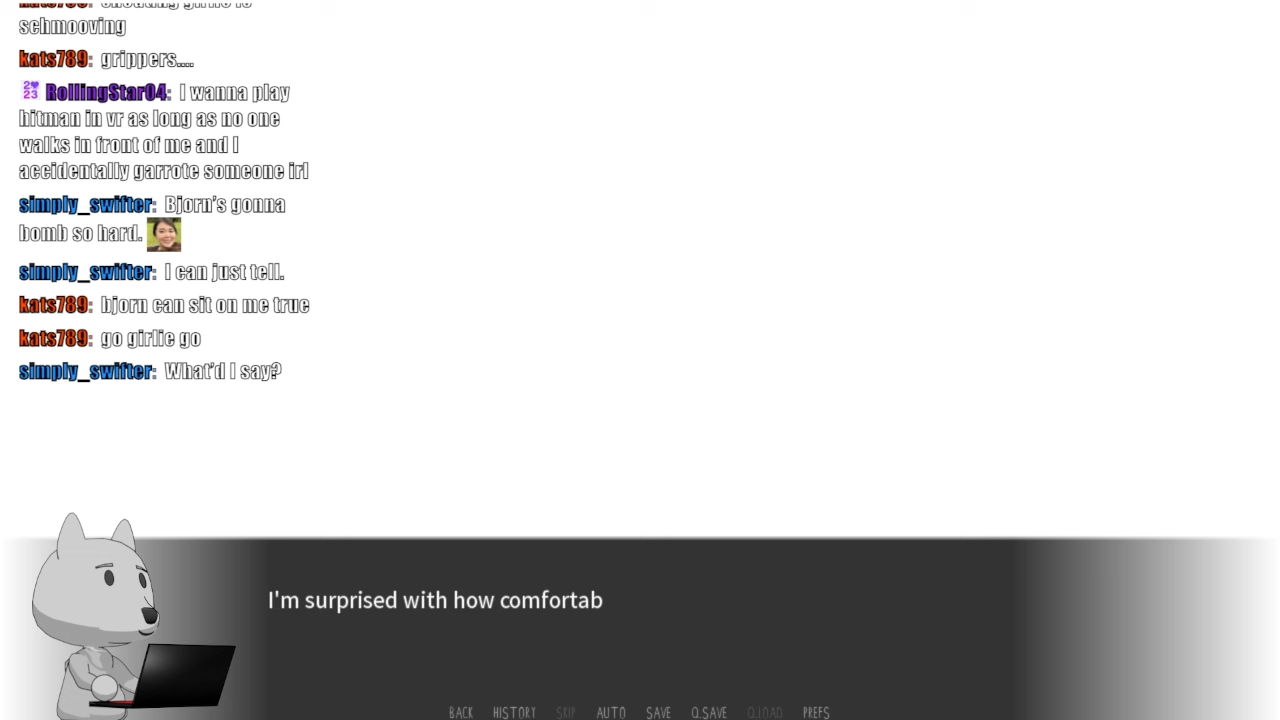 schmooving
kats789: grippers....
2 23 RollingStar04: I wanna play
hitman in vr as long as no one
walks in front of me and I
accidentally garrote someone irl
simply_swifter: Bjorn's gonna
bomb so hard.
simply_swifter: I can just tell.
kats789: bjorn can sit on me true
kats789: go girlie go
simply_swifter: What'd I say?
I'm surprised with how comfortab
BACK HISTORY SKIP AUTO SAVE Q.SAVE Q.LOAD PREFS